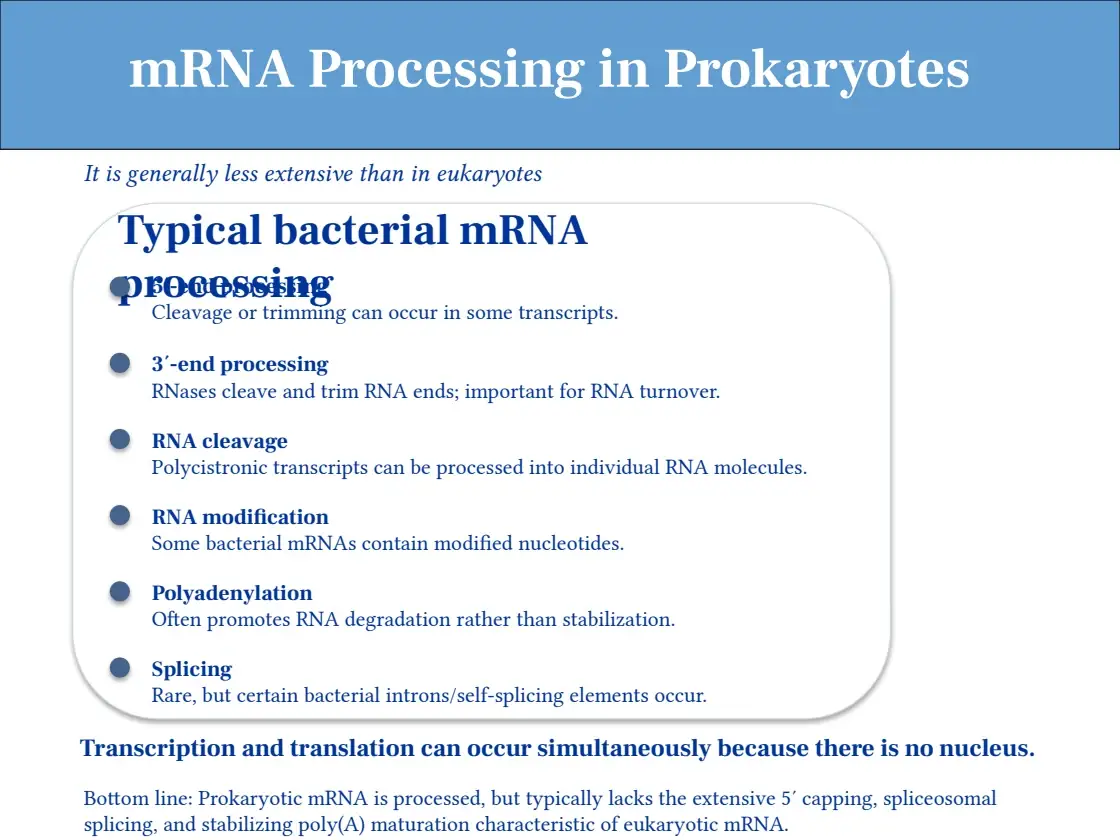 mRNA Processing in Prokaryotes
It is generally less extensive than in eukaryotes
Typical bacterial mRNA
processing
5′-end processing
Cleavage or trimming can occur in some transcripts.
3′-end processing
RNases cleave and trim RNA ends; important for RNA turnover.
RNA cleavage
Polycistronic transcripts can be processed into individual RNA molecules.
RNA modification
Some bacterial mRNAs contain modified nucleotides.
Polyadenylation
Often promotes RNA degradation rather than stabilization.
Splicing
Rare, but certain bacterial introns/self-splicing elements occur.
Transcription and translation can occur simultaneously because there is no nucleus.
Bottom line: Prokaryotic mRNA is processed, but typically lacks the extensive 5′ capping, spliceosomal
splicing, and stabilizing poly(A) maturation characteristic of eukaryotic mRNA.